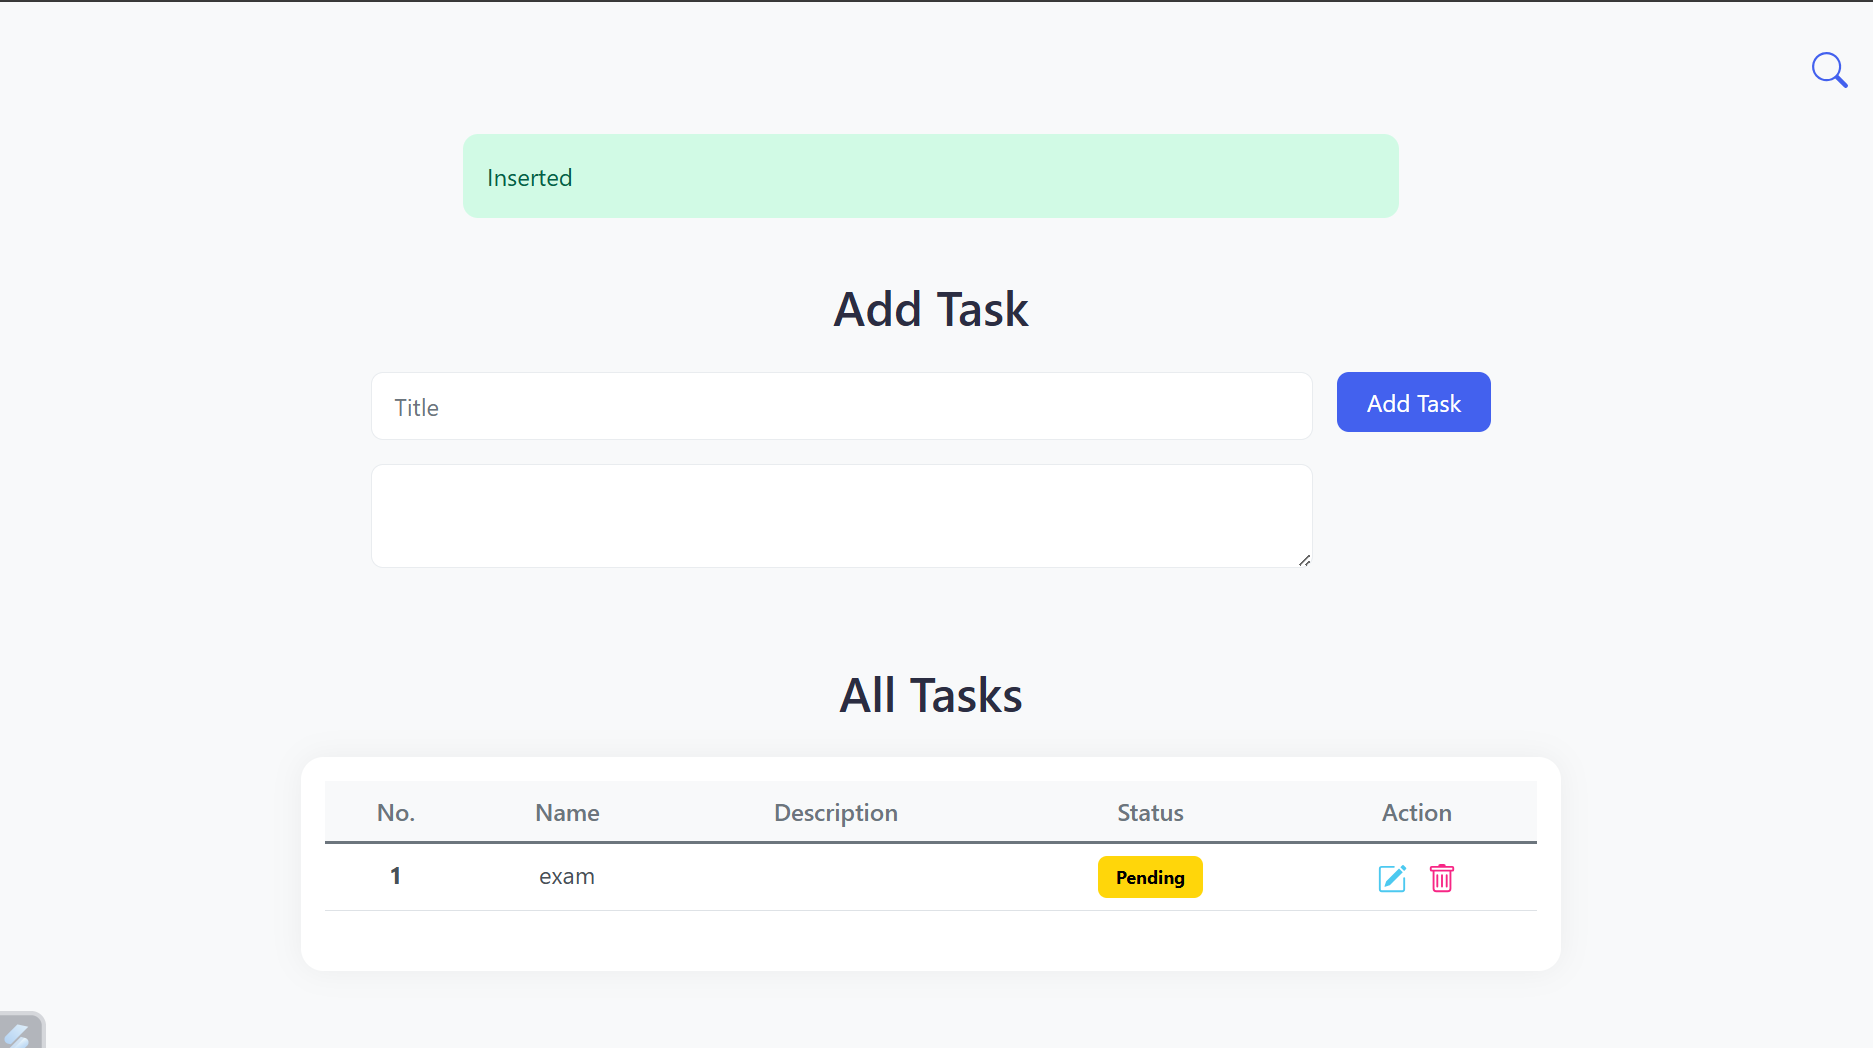 Inserted
Add Task
Title
Add Task
All Tasks
No. Name Description Status Action
1 exam Pending